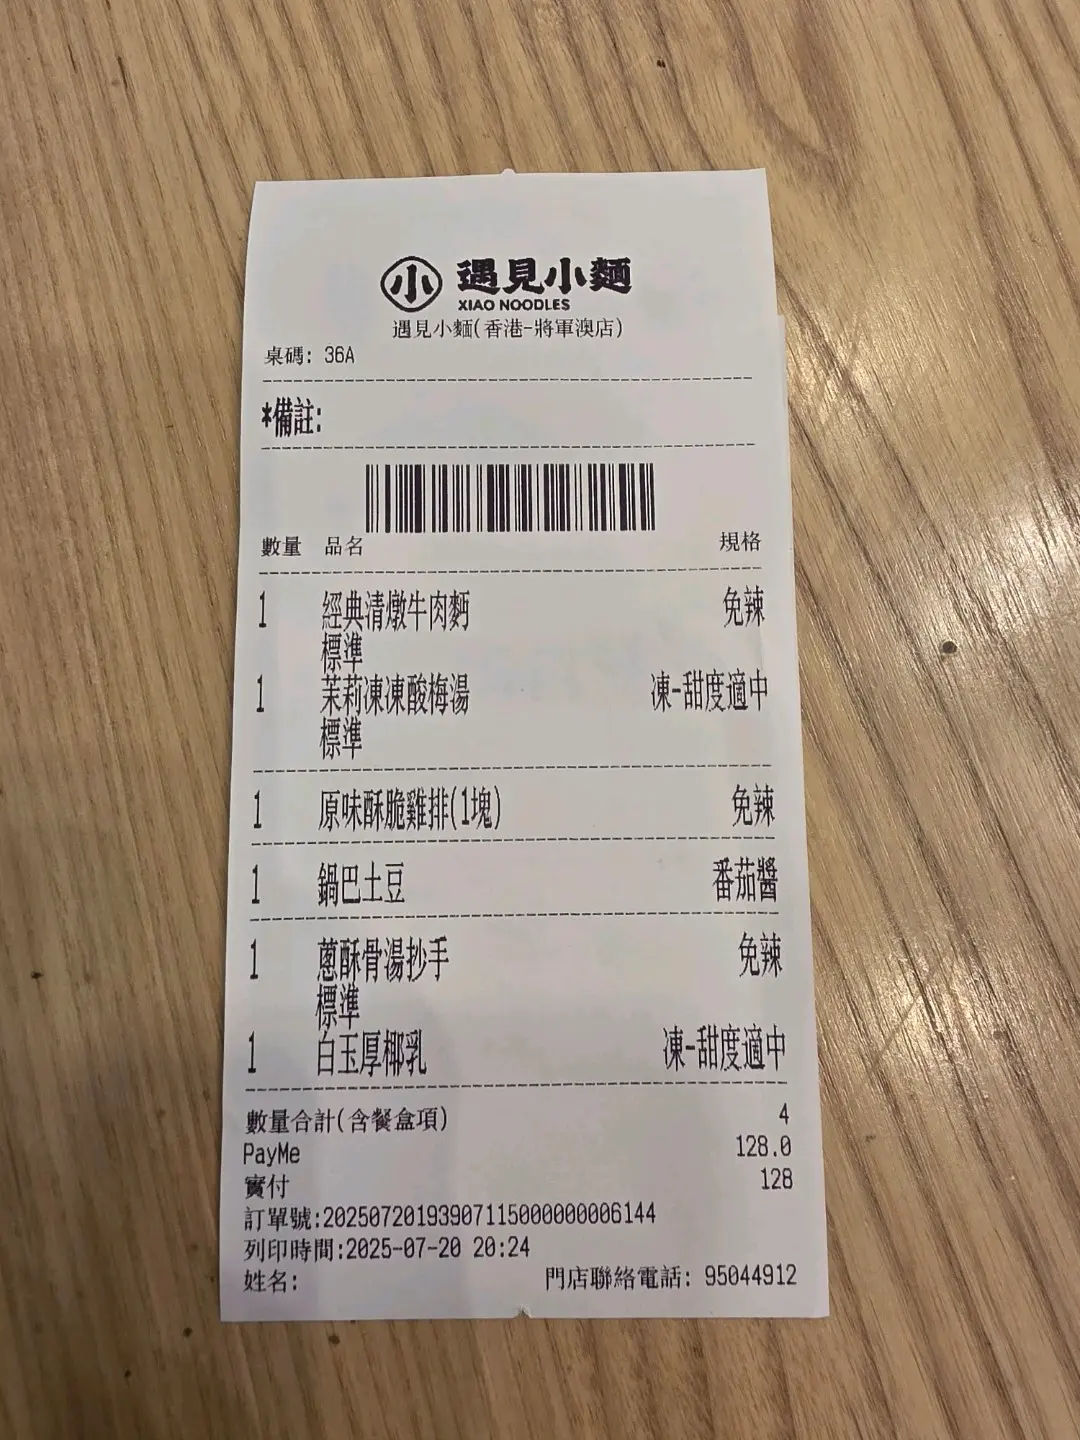 小 遇見小麵
XIAO NOODLES
遇見小麵(香港-將軍澳店)
桌碼: 36A
*備註:
數量 品名 規格
1 經典清燉牛肉麪 免辣
標準
1 茉莉凍凍酸梅湯 凍-甜度適中
標準
1 原味酥脆雞排(1塊) 免辣
1 鍋巴土豆 番茄醬
1 蔥酥骨湯抄手 免辣
標準
1 白玉厚椰乳 凍-甜度適中
數量合計(含餐盒項) 4
PayMe 128.0
實付 128
訂單號:20250720193907115000000006144
列印時間:2025-07-20 20:24
姓名: 門店聯絡電話: 95044912